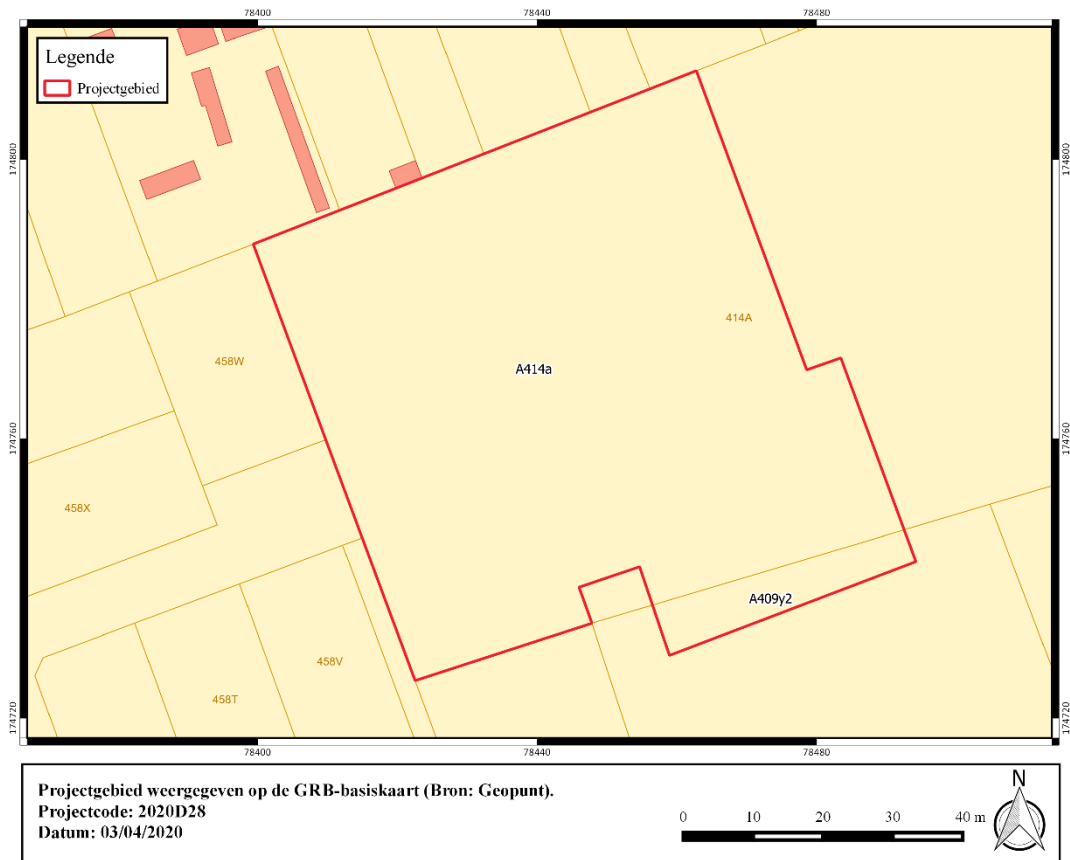 78400 78440 78480
Legende
Projectgebied
174800 174800
414A
458W
A414a
174760 174760
458X
A409y2
458V
458T
174720 174720
78400 78440 78480
Projectgebied weergegeven op de GRB-basiskaart (Bron: Geopunt).
Projectcode: 2020D28
Datum: 03/04/2020
0 10 20 30 40 m
N